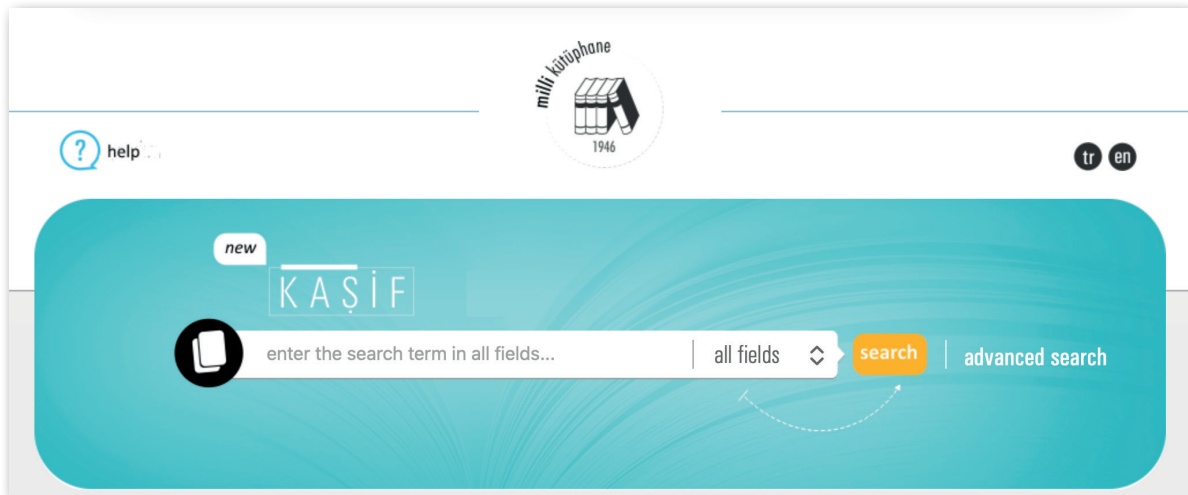 milli kütüphane
1946
help
tr en
new
KAŞİF
enter the search term in all fields... all fields search advanced search